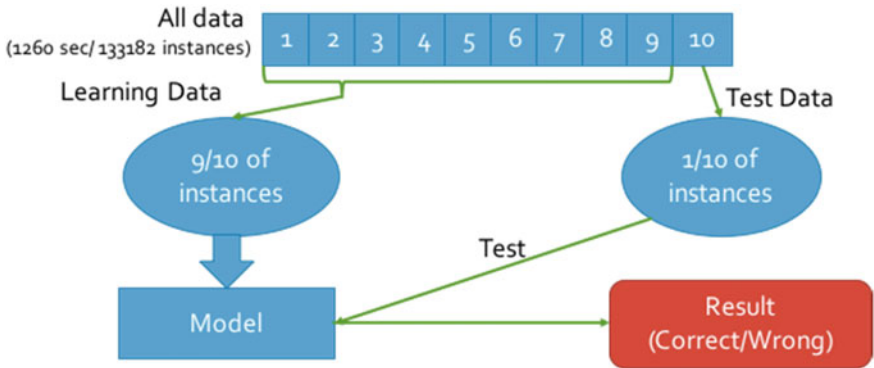 All data
(1260 sec/133182 instances)
1 2 3 4 5 6 7 8 9 10
Learning Data
Test Data
9/10 of
instances
1/10 of
instances
Test
Model
Result
(Correct/Wrong)